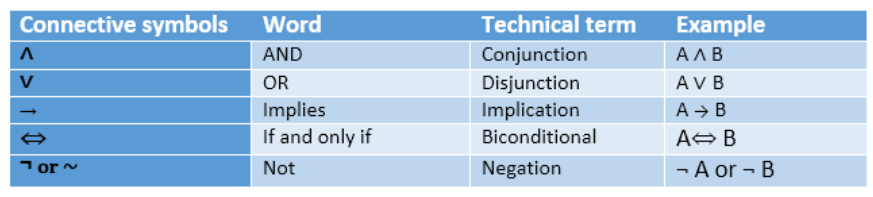 Connective symbols Word Technical term Example
∧ AND Conjunction A ∧ B
∨ OR Disjunction A ∨ B
→ Implies Implication A → B
⇔ If and only if Biconditional A⇔ B
¬ or ~ Not Negation ¬ A or ¬ B